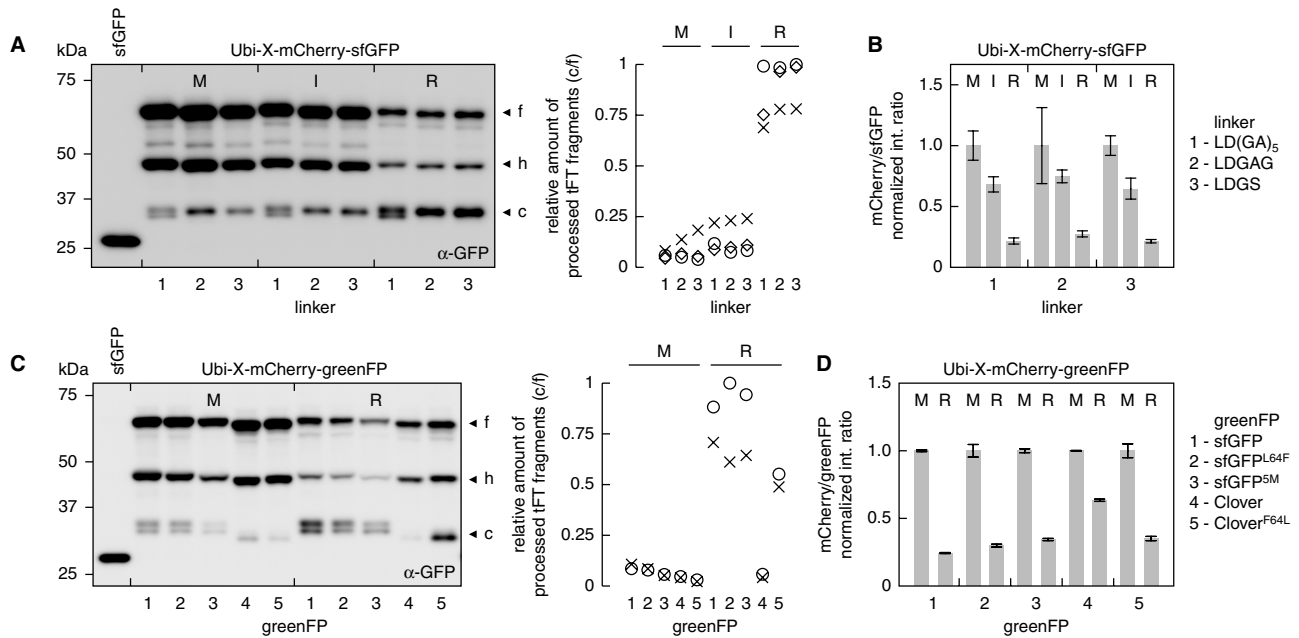 A
kDa
sfGFP
Ubi-X-mCherry-sfGFP
M I R
75
50
37
25
f
h
c
α-GFP
1 2 3 1 2 3 1 2 3
linker
relative amount of
processed tFT fragments (c/f)
M I R
1
0.75
0.5
0.25
0
1 2 3 1 2 3 1 2 3
linker
B
Ubi-X-mCherry-sfGFP
mCherry/sfGFP
normalized int. ratio
M I R M I R M I R
1.5
1.0
0.5
0
1 2 3
linker
linker
1 - LD(GA)5
2 - LDGAG
3 - LDGS
C
kDa
sfGFP
Ubi-X-mCherry-greenFP
M R
75
50
37
25
f
h
c
α-GFP
1 2 3 4 5 1 2 3 4 5
greenFP
relative amount of
processed tFT fragments (c/f)
M R
1
0.75
0.5
0.25
0
1 2 3 4 5 1 2 3 4 5
greenFP
D
Ubi-X-mCherry-greenFP
mCherry/greenFP
normalized int. ratio
M R M R M R M R M R
1.5
1.0
0.5
0
1 2 3 4 5
greenFP
greenFP
1 - sfGFP
2 - sfGFPL64F
3 - sfGFP5M
4 - Clover
5 - CloverF64L